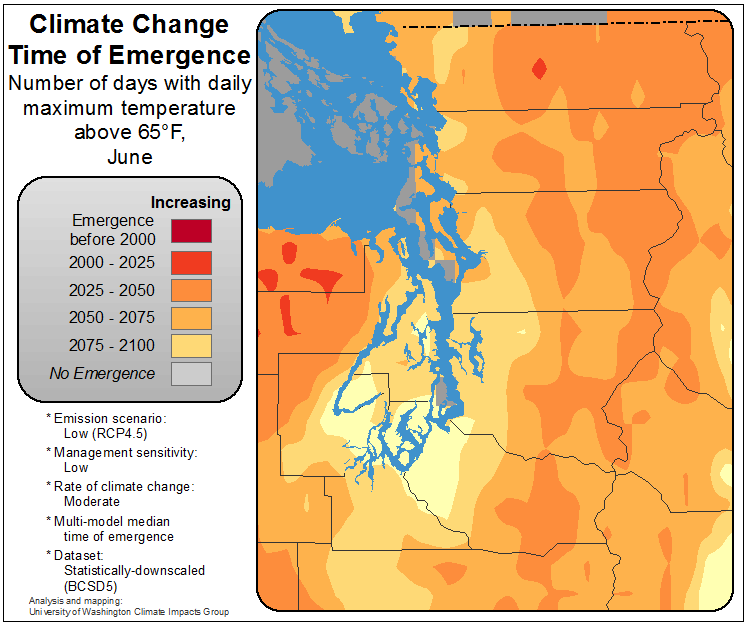 Climate Change
Time of Emergence
Number of days with daily
maximum temperature
above 65°F,
June
Increasing
Emergence
before 2000
2000 - 2025
2025 - 2050
2050 - 2075
2075 - 2100
No Emergence
* Emission scenario:
Low (RCP4.5)
* Management sensitivity:
Low
* Rate of climate change:
Moderate
* Multi-model median
time of emergence
* Dataset:
Statistically-downscaled
(BCSD5)
Analysis and mapping:
University of Washington Climate Impacts Group